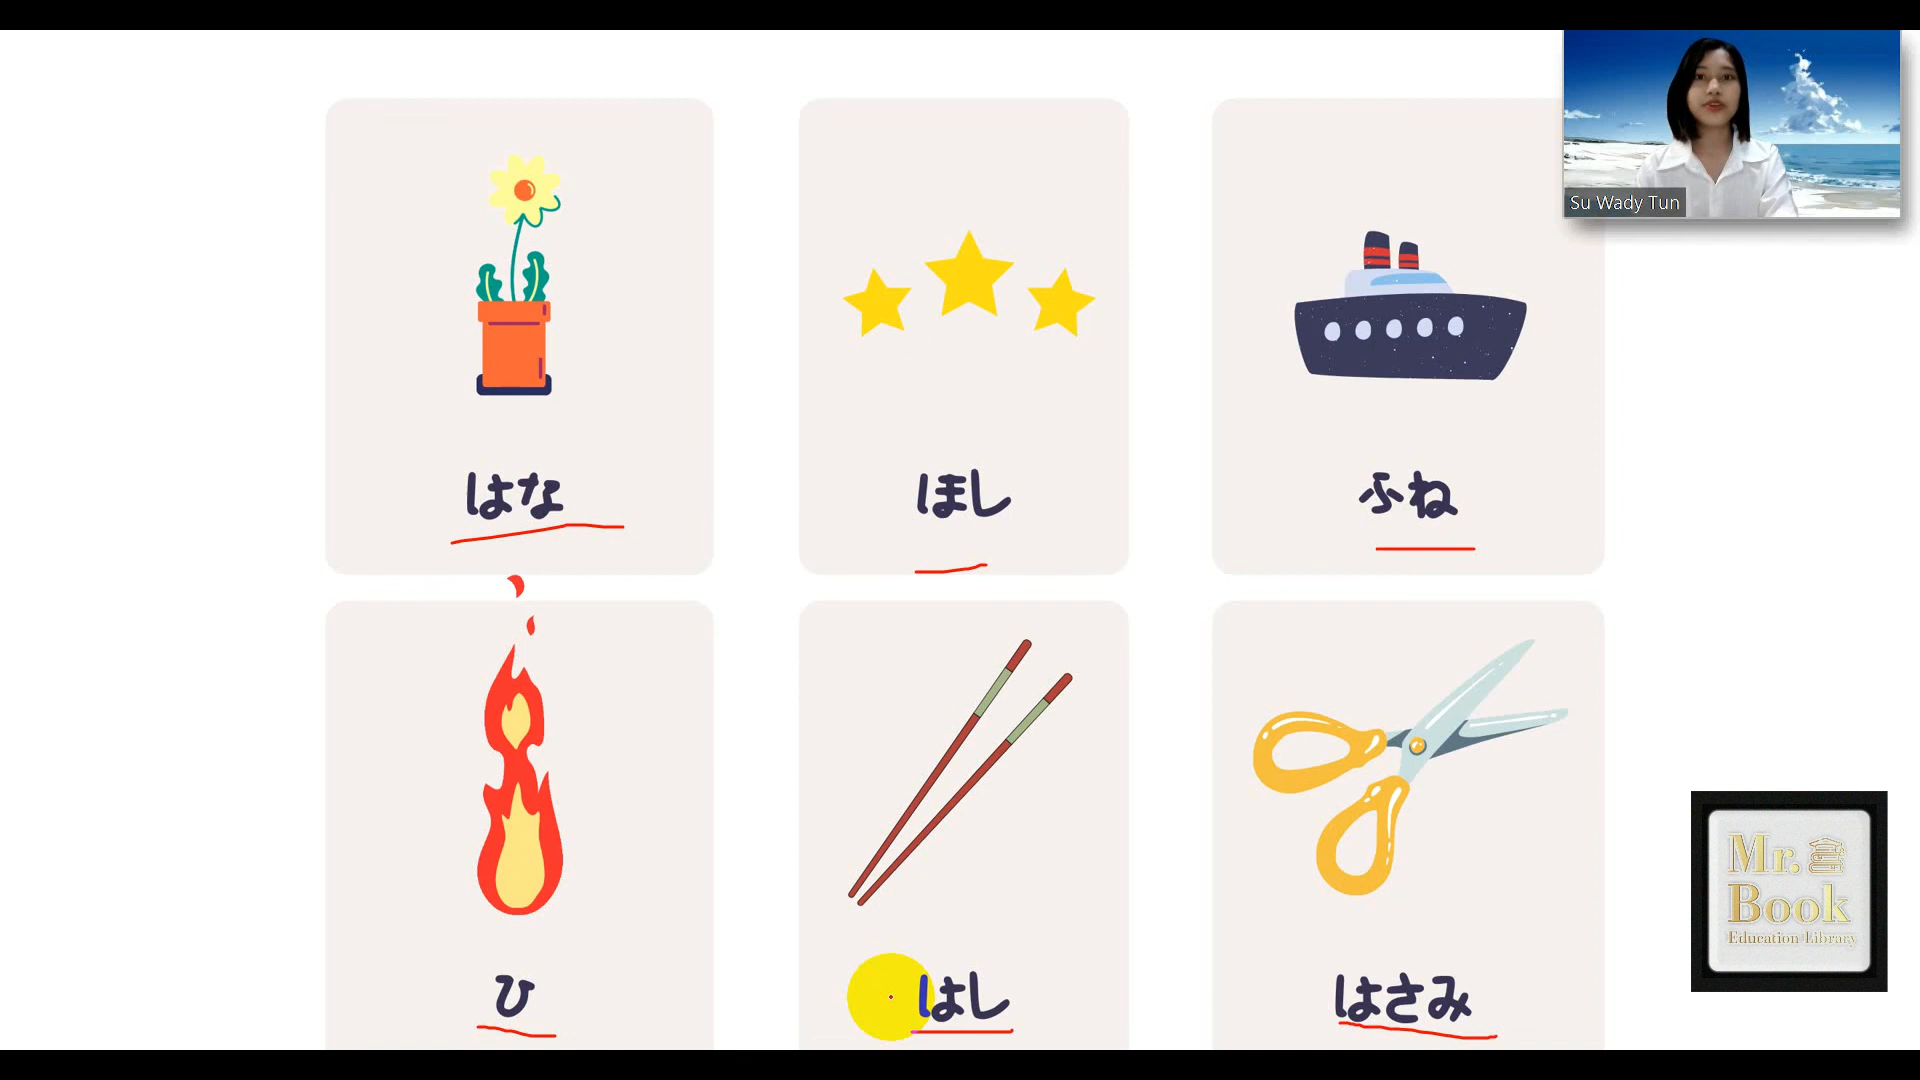 Su Wady Tun
はな
ほし
ふね
ひ
はし
はさみ
Mr.
Book
Education Library